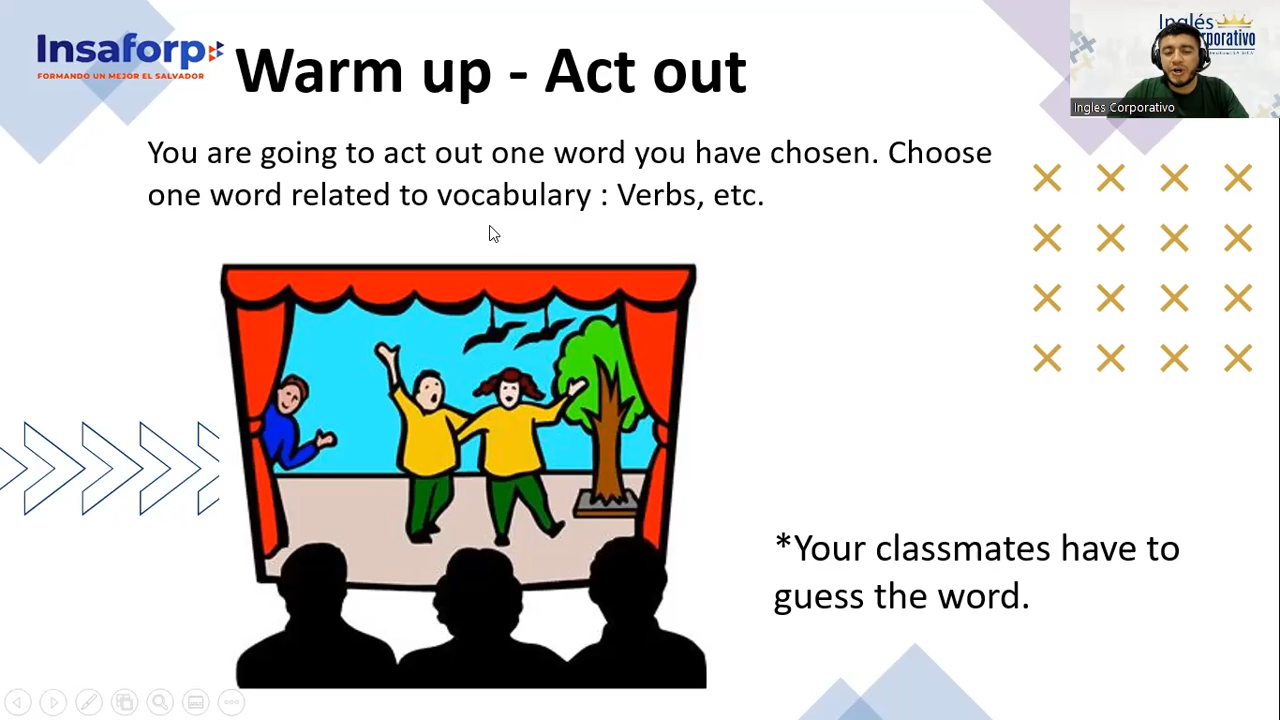 Insaforp
FORMANDO UN MEJOR EL SALVADOR
Warm up - Act out
Inglés
Ingles Corporativo
You are going to act out one word you have chosen. Choose
one word related to vocabulary : Verbs, etc.
*Your classmates have to
guess the word.